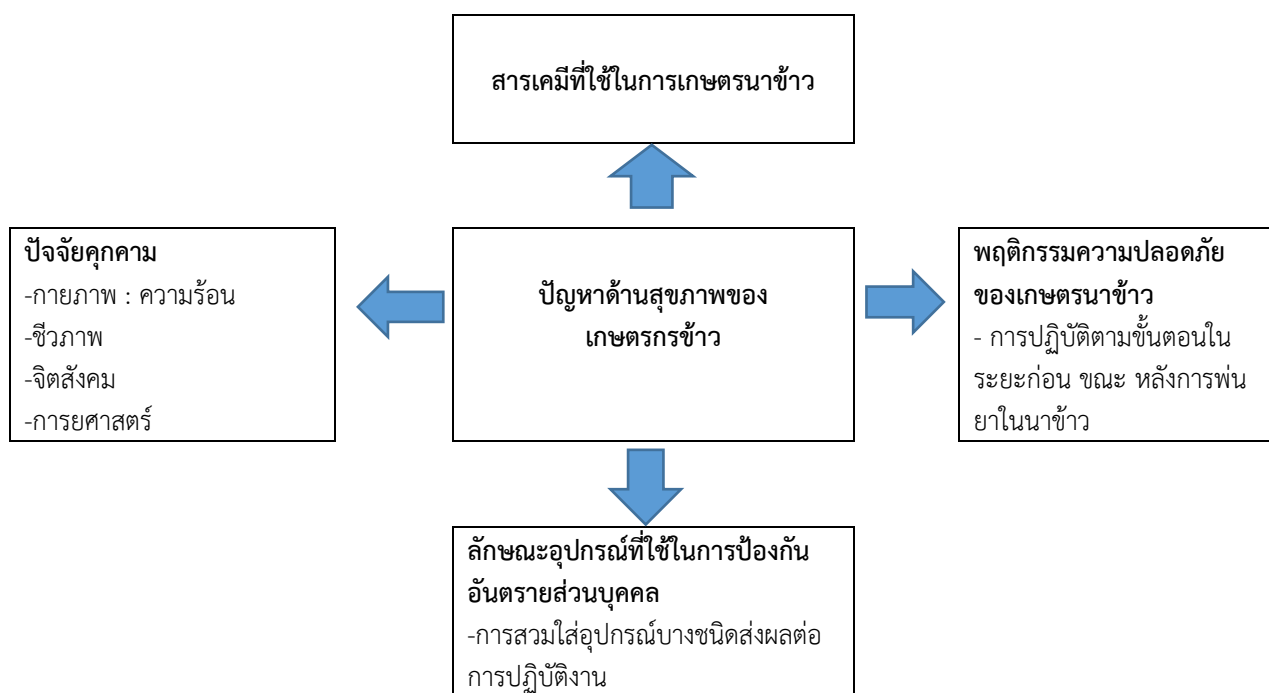 สารเคมีที่ใช้ในการเกษตรนาข้าว
ปัจจัยคุกคาม
-กายภาพ : ความร้อน
-ชีวภาพ
-จิตสังคม
-การยศาสตร์
ปัญหาด้านสุขภาพของ
เกษตรกรข้าว
พฤติกรรมความปลอดภัย
ของเกษตรนาข้าว
- การปฏิบัติตามขั้นตอนใน
ระยะก่อน ขณะ หลังการพ่น
ยาในนาข้าว
ลักษณะอุปกรณ์ที่ใช้ในการป้องกัน
อันตรายส่วนบุคคล
-การสวมใส่อุปกรณ์บางชนิดส่งผลต่อ
การปฏิบัติงาน